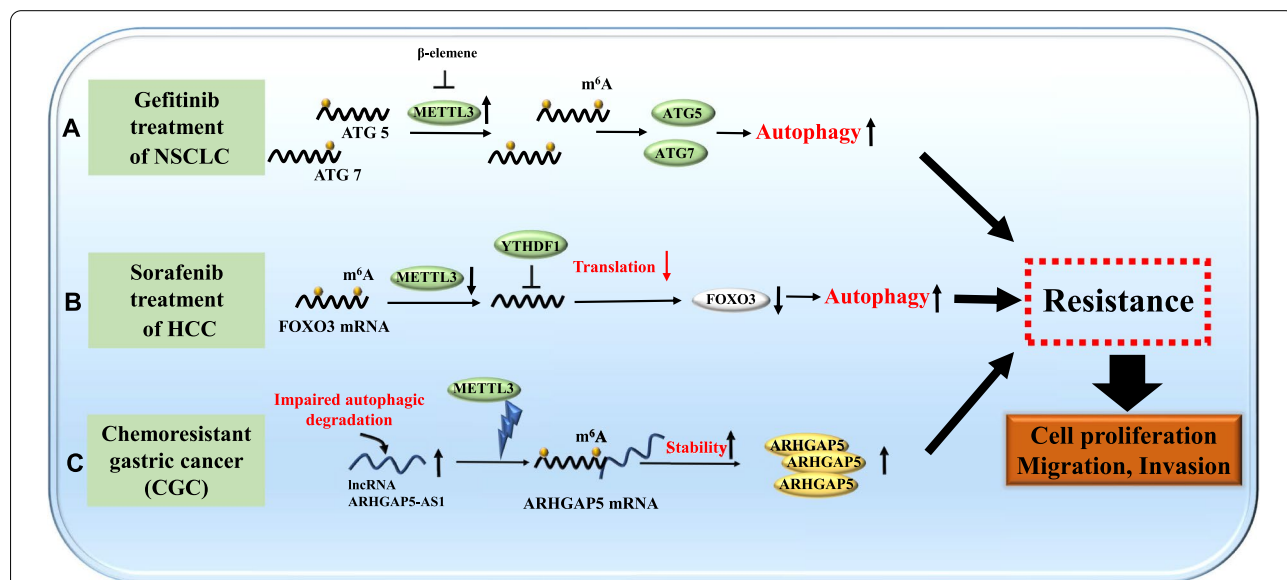 A
Gefitinib
treatment
of NSCLC
β-elemene
METTL3
ATG 5
ATG 7
m⁶A
ATG5
ATG7
Autophagy
B
Sorafenib
treatment
of HCC
m⁶A
FOXO3 mRNA
METTL3
YTHDF1
Translation
FOXO3
Autophagy
C
Chemoresistant
gastric cancer
(CGC)
Impaired autophagic
degradation
lncRNA
ARHGAP5-AS1
METTL3
m⁶A
ARHGAP5 mRNA
Stability
ARHGAP5
ARHGAP5
ARHGAP5
Resistance
Cell proliferation
Migration, Invasion